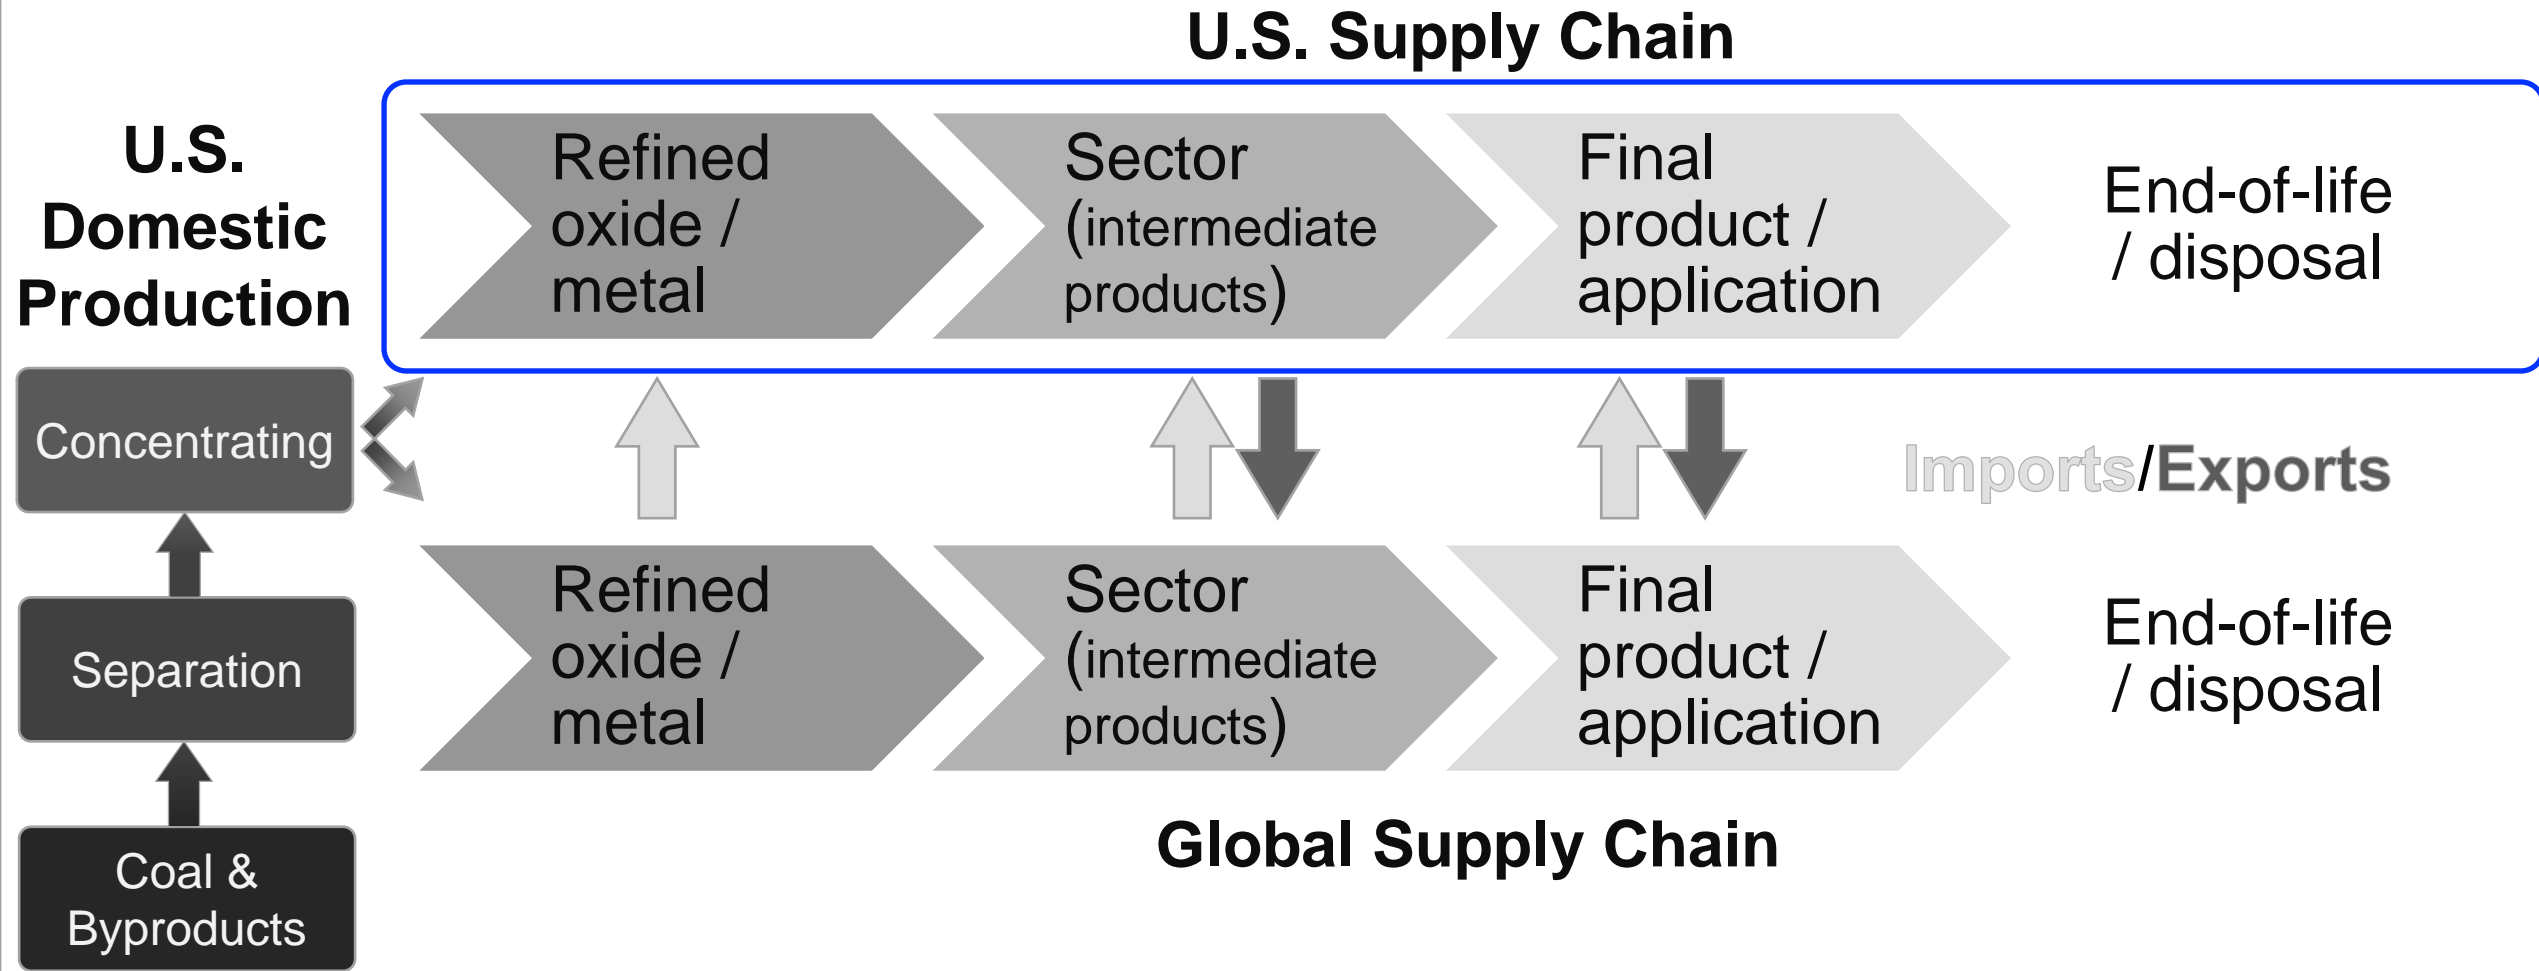 U.S. Supply Chain
U.S.
Domestic
Production
Refined
oxide /
metal
Sector
(intermediate
products)
Final
product /
application
End-of-life
/ disposal
Concentrating
Imports/Exports
Separation
Refined
oxide /
metal
Sector
(intermediate
products)
Final
product /
application
End-of-life
/ disposal
Coal &
Byproducts
Global Supply Chain